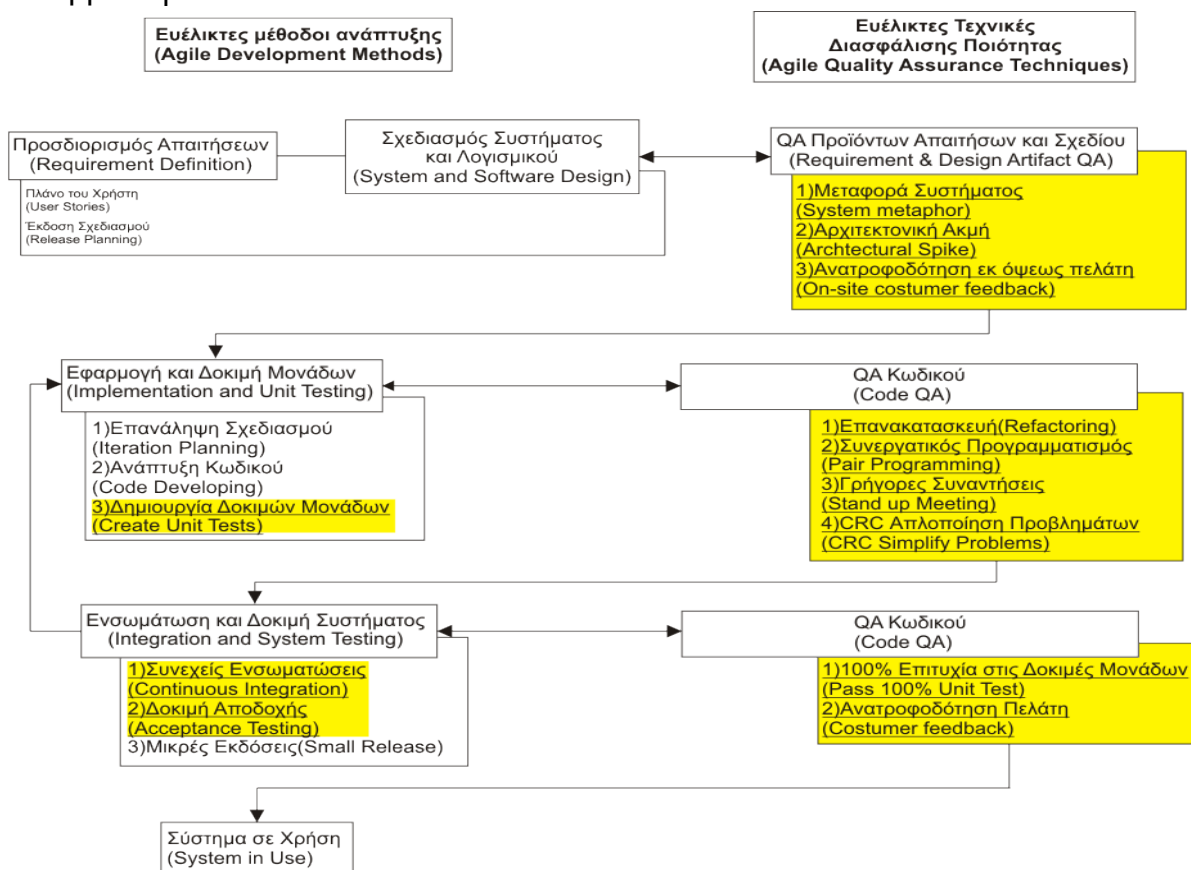 Ευέλικτες μέθοδοι ανάπτυξης
(Agile Development Methods)
Ευέλικτες Τεχνικές
Διασφάλισης Ποιότητας
(Agile Quality Assurance Techniques)
Προσδιορισμός Απαιτήσεων
(Requirement Definition)
Πλάνο του Χρήστη
(User Stories)
Έκδοση Σχεδιασμού
(Release Planning)
Σχεδιασμός Συστήματος
και Λογισμικού
(System and Software Design)
QA Προϊόντων Απαιτήσων και Σχεδίου
(Requirement & Design Artifact QA)
1)Μεταφορά Συστήματος
(System metaphor)
2)Αρχιτεκτονική Ακμή
(Archtectural Spike)
3)Ανατροφοδότηση εκ όψεως πελάτη
(On-site costumer feedback)
Εφαρμογή και Δοκιμή Μονάδων
(Implementation and Unit Testing)
1)Επανάληψη Σχεδιασμού
(Iteration Planning)
2)Ανάπτυξη Κωδικού
(Code Developing)
3)Δημιουργία Δοκιμών Μονάδων
(Create Unit Tests)
QA Κωδικού
(Code QA)
1)Επανακατασκευή(Refactoring)
2)Συνεργατικός Προγραμματισμός
(Pair Programming)
3)Γρήγορες Συναντήσεις
(Stand up Meeting)
4)CRC Απλοποίηση Προβλημάτων
(CRC Simplify Problems)
Ενσωμάτωση και Δοκιμή Συστήματος
(Integration and System Testing)
1)Συνεχείς Ενσωματώσεις
(Continuous Integration)
2)Δοκιμή Αποδοχής
(Acceptance Testing)
3)Μικρές Εκδόσεις(Small Release)
QA Κωδικού
(Code QA)
1)100% Επιτυχία στις Δοκιμές Μονάδων
(Pass 100% Unit Test)
2)Ανατροφοδότηση Πελάτη
(Costumer feedback)
Σύστημα σε Χρήση
(System in Use)